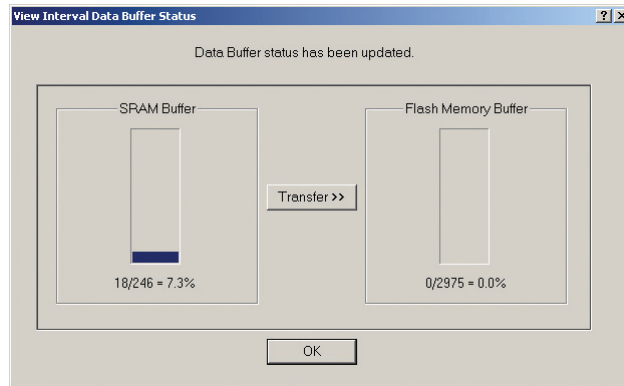 View Interval Data Buffer Status
Data Buffer status has been updated.
SRAM Buffer
Flash Memory Buffer
Transfer >>
18/246 = 7.3%
0/2975 = 0.0%
OK